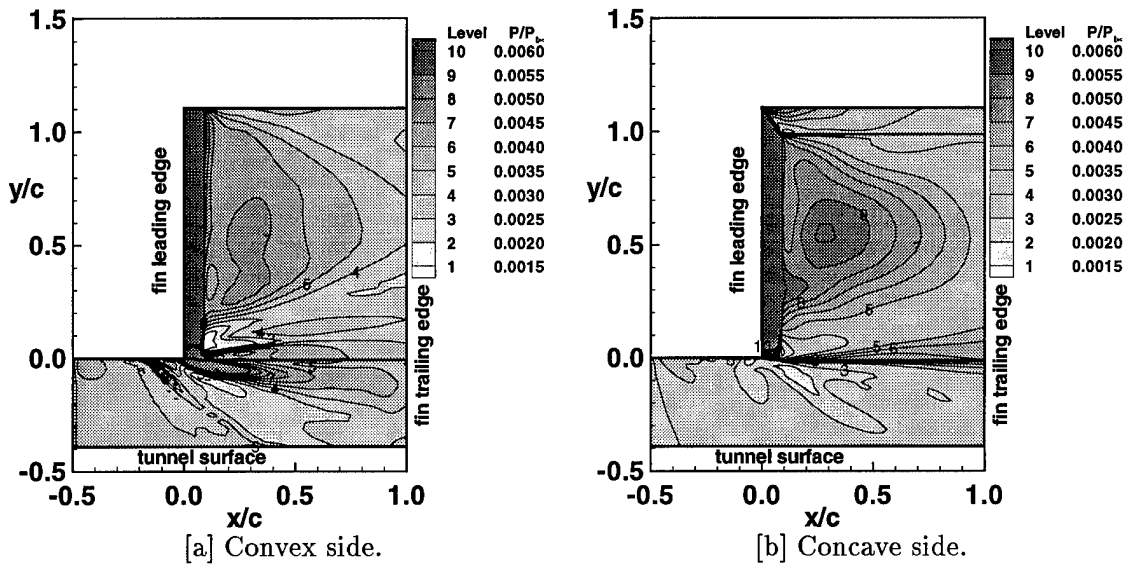 1.5
1.0
0.5
0.0
-0.5
y/c
-0.5 0.0 0.5 1.0
x/c
fin leading edge
fin trailing edge
tunnel surface
Level
10 0.0060
9 0.0055
8 0.0050
7 0.0045
6 0.0040
5 0.0035
4 0.0030
3 0.0025
2 0.0020
1 0.0015
[a] Convex side.
1.5
1.0
0.5
0.0
-0.5
y/c
-0.5 0.0 0.5 1.0
x/c
fin leading edge
fin trailing edge
tunnel surface
Level
10 0.0060
9 0.0055
8 0.0050
7 0.0045
6 0.0040
5 0.0035
4 0.0030
3 0.0025
2 0.0020
1 0.0015
[b] Concave side.